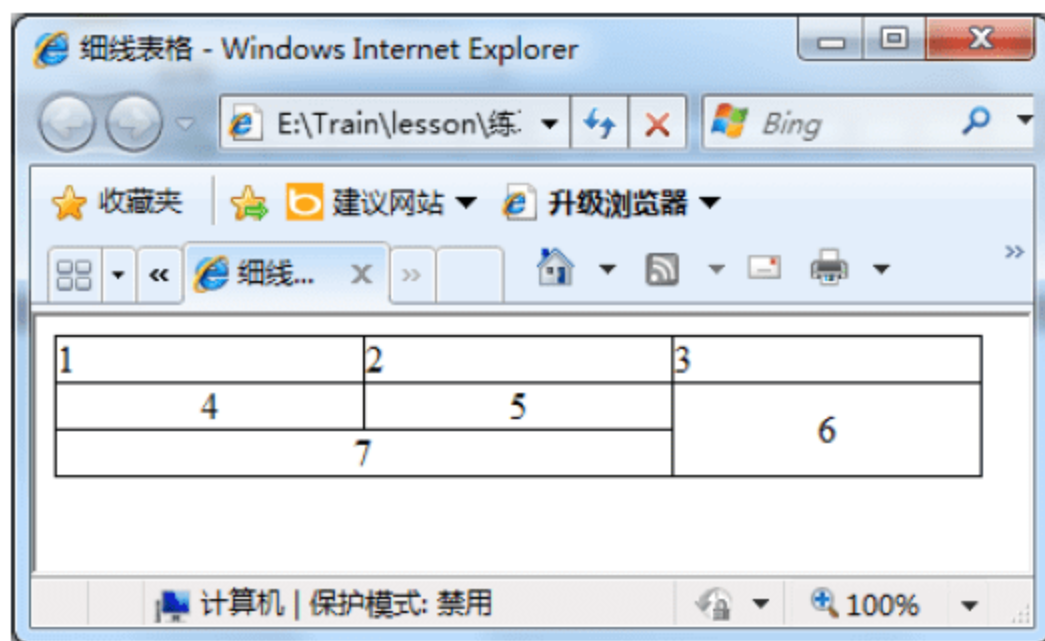 细线表格 - Windows Internet Explorer
E:\Train\lesson\练 Bing
收藏夹 建议网站 升级浏览器
细线...
1 2 3
4 5
6
7
计算机 | 保护模式: 禁用 100%